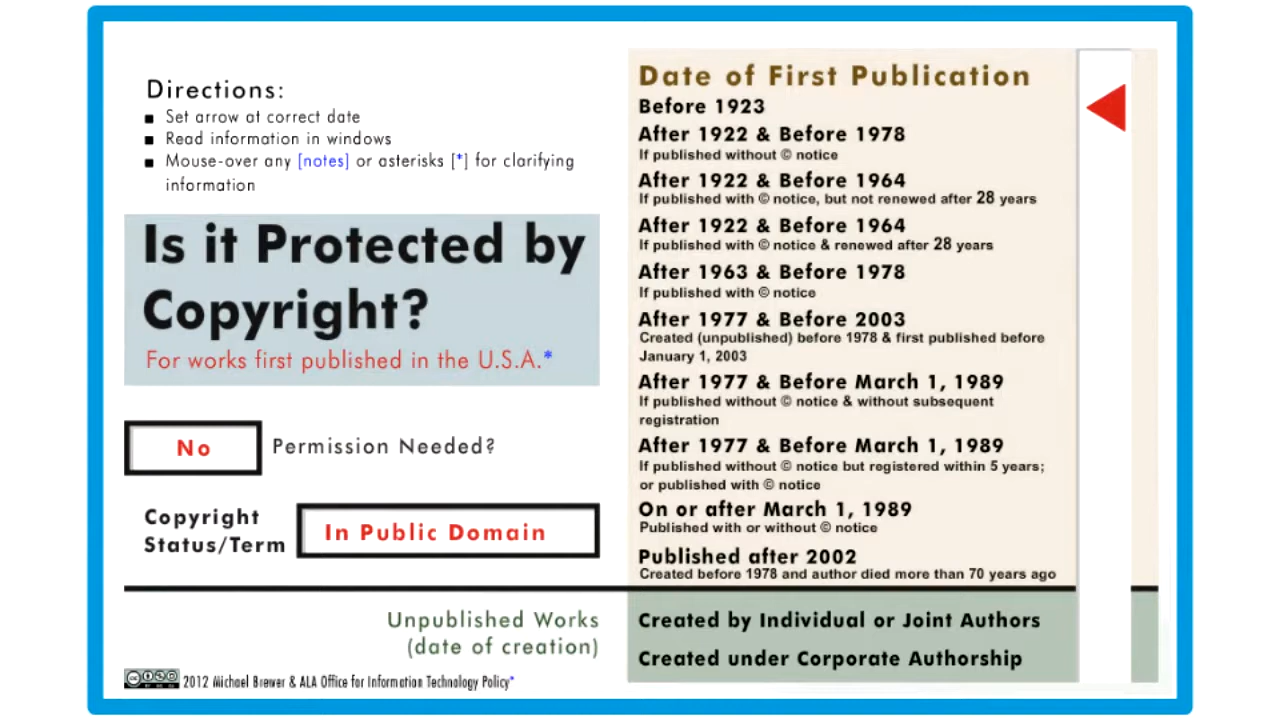 Directions:
Set arrow at correct date
Read information in windows
Mouse-over any [notes] or asterisks [*] for clarifying
information
Is it Protected by
Copyright?
For works first published in the U.S.A.*
No
Permission Needed?
Copyright
Status/Term
In Public Domain
Date of First Publication
Before 1923
After 1922 & Before 1978
If published without © notice
After 1922 & Before 1964
If published with © notice, but not renewed after 28 years
After 1922 & Before 1964
If published with © notice & renewed after 28 years
After 1963 & Before 1978
If published with © notice
After 1977 & Before 2003
Created (unpublished) before 1978 & first published before
January 1, 2003
After 1977 & Before March 1, 1989
If published without © notice & without subsequent
registration
After 1977 & Before March 1, 1989
If published without © notice but registered within 5 years;
or published with © notice
On or after March 1, 1989
Published with or without © notice
Published after 2002
Created before 1978 and author died more than 70 years ago
Unpublished Works
(date of creation)
Created by Individual or Joint Authors
Created under Corporate Authorship
2012 Michael Brewer & ALA Office for Information Technology Policy*